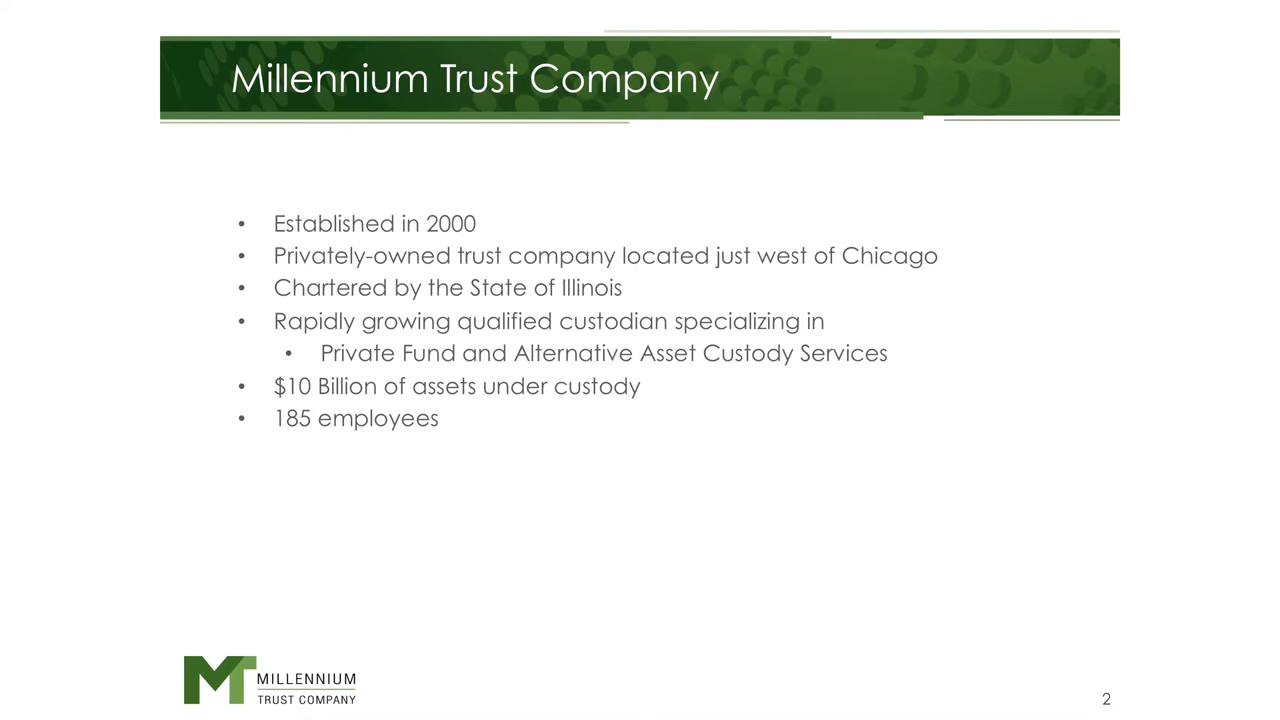 Millennium Trust Company
• Established in 2000
• Privately-owned trust company located just west of Chicago
• Chartered by the State of Illinois
• Rapidly growing qualified custodian specializing in
• Private Fund and Alternative Asset Custody Services
• $10 Billion of assets under custody
• 185 employees
MT
MILLENNIUM
TRUST COMPANY
2